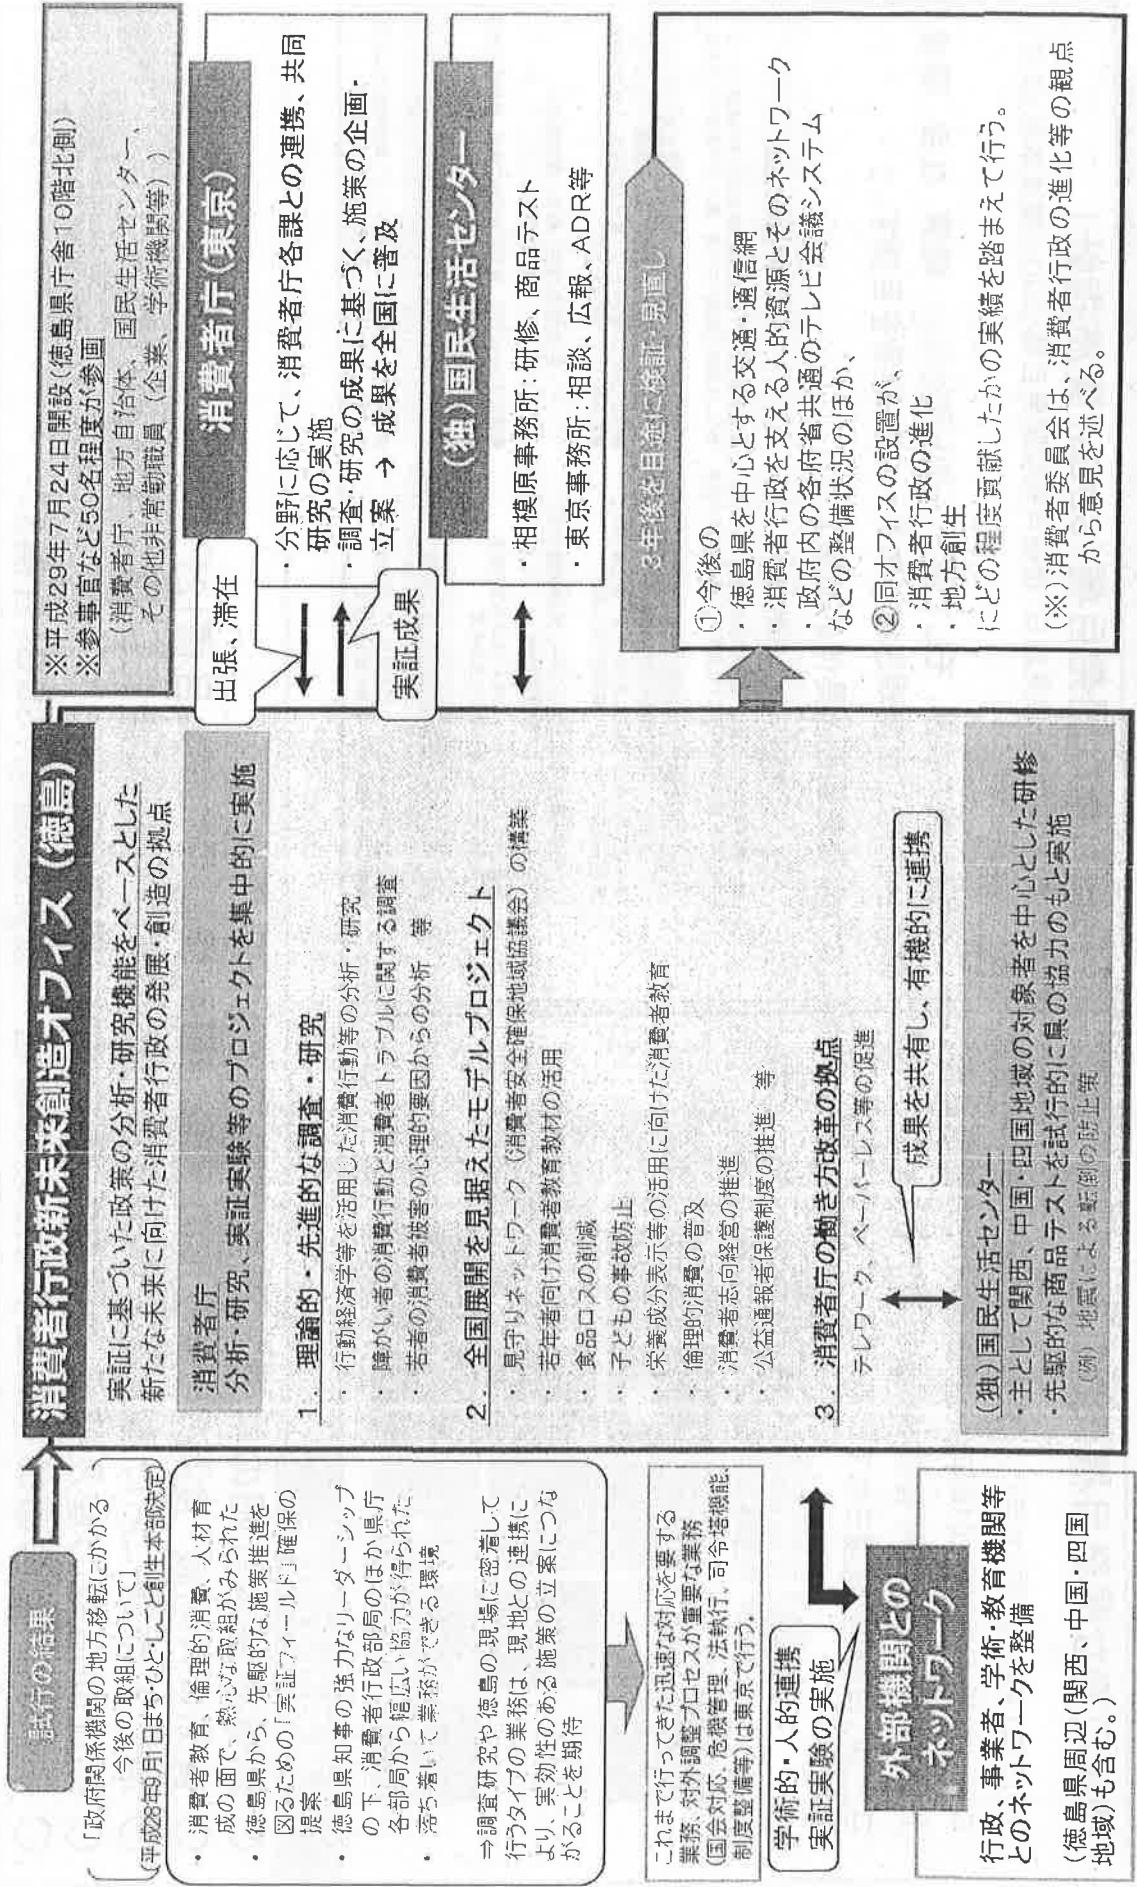 試行の結果
「政府関係機関の地方移転にかかる
今後の取組について」
(平成28年9月1日まち・ひと・しごと創生本部決定)
・消費者教育、倫理的消費、人材育
成の面で、熱心な取組がみられた
・徳島県から、先駆的な施策推進を
図るための「実証フィールド」確保の
提案
・徳島県知事の強力なリーダーシップ
の下、消費者行政部局のほか県庁
各部局から幅広い協力が得られた
・落ち着いて業務ができる環境
⇒調査研究や徳島の現場に密着して
行うタイプの業務は、現地との連携に
より、実効性のある施策の立案につな
がることを期待
これまで行ってきた迅速な対応を要する
業務、対外調整プロセスが重要な業務
(国会対応、危機管理、法執行、司令塔機能、
制度整備等)は東京で行う。
学術的・人的連携
実証実験の実施
外部機関との
ネットワーク
行政、事業者、学術・教育機関等
とのネットワークを整備
(徳島県周辺(関西、中国・四国
地域)も含む。)
消費者行政新未来創造オフィス(徳島)
実証に基づいた政策の分析・研究機能をベースとした
新たな未来に向けた消費者行政の発展・創造の拠点
消費者庁
分析・研究、実証実験等のプロジェクトを集中的に実施
1.理論的・先進的な調査・研究
・行動経済学等を活用した消費行動等の分析・研究
・障がい者の消費行動と消費者トラブルに関する調査
・若者の消費者被害の心理的要因からの分析 等
2.全国展開を見据えたモデルプロジェクト
・見守りネットワーク(消費者安全確保地域協議会)の構築
・若年者向け消費者教育教材の活用
・食品ロスの削減
・子どもの事故防止
・栄養成分表示等の活用に向けた消費者教育
・倫理的消費の普及
・消費者志向経営の推進
・公益通報者保護制度の推進 等
3.消費者庁の働き方改革の拠点
テレワーク、ペーパーレス等の促進
成果を共有し、有機的に連携
(独)国民生活センター
・主として関西、中国・四国地域の対象者を中心とした研修
・先駆的な商品テストを試行的に県の協力のもと実施
(例)地震による転倒の防止策
※平成29年7月24日開設(徳島県庁舎10階北側)
※参事官など50名程度が参画
(消費者庁、地方自治体、国民生活センター、
その他非常勤職員(企業、学術機関等))
出張、滞在
実証成果
消費者庁(東京)
・分野に応じて、消費者庁各課との連携、共同
研究の実施
・調査・研究の成果に基づく、施策の企画・
立案 → 成果を全国に普及
(独)国民生活センター
・相模原事務所:研修、商品テスト
・東京事務所:相談、広報、ADR等
3年後を目途に検証・見直し
①今後の
・徳島県を中心とする交通・通信網
・消費者行政を支える人的資源とそのネットワーク
・政府内の各府省共通のテレビ会議システム
などの整備状況のほか、
②同オフィスの設置が、
・消費者行政の進化
・地方創生
にどの程度貢献したかの実績を踏まえて行う。
(※)消費者委員会は、消費者行政の進化等の観点
から意見を述べる。